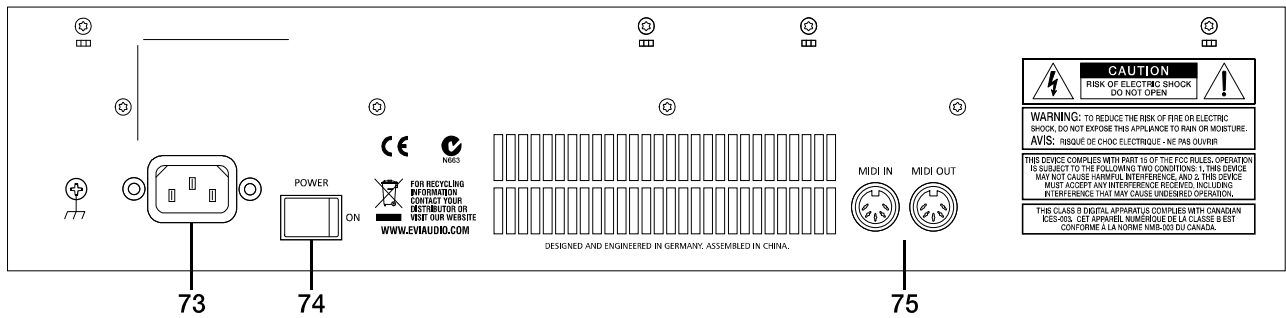 CAUTION
RISK OF ELECTRIC SHOCK
DO NOT OPEN
WARNING: TO REDUCE THE RISK OF FIRE OR ELECTRIC
SHOCK, DO NOT EXPOSE THIS APPLIANCE TO RAIN OR MOISTURE.
AVIS: RISQUÉ DE CHOC ELECTRIQUE - NE PAS OUVRIR
THIS DEVICE COMPLIES WITH PART 15 OF THE FCC RULES. OPERATION
IS SUBJECT TO THE FOLLOWING TWO CONDITIONS: 1, THIS DEVICE
MAY NOT CAUSE HARMFUL INTERFERENCE, AND 2. THIS DEVICE
MUST ACCEPT ANY INTERFERENCE RECEIVED, INCLUDING
INTERFERENCE THAT MAY CAUSE UNDESIRED OPERATION.
THIS CLASS B DIGITAL APPARATUS COMPLIES WITH CANADIAN
ICES-003. CET APPAREIL NUMÉRIQUE DE LA CLASSE B EST
CONFORME À LA NORME NMB-003 DU CANADA.
CE
N663
POWER
ON
FOR RECYCLING
INFORMATION
CONTACT YOUR
DISTRIBUTOR OR
VISIT OUR WEBSITE
WWW.EVIAUDIO.COM
MIDI IN
MIDI OUT
DESIGNED AND ENGINEERED IN GERMANY. ASSEMBLED IN CHINA.
73
74
75